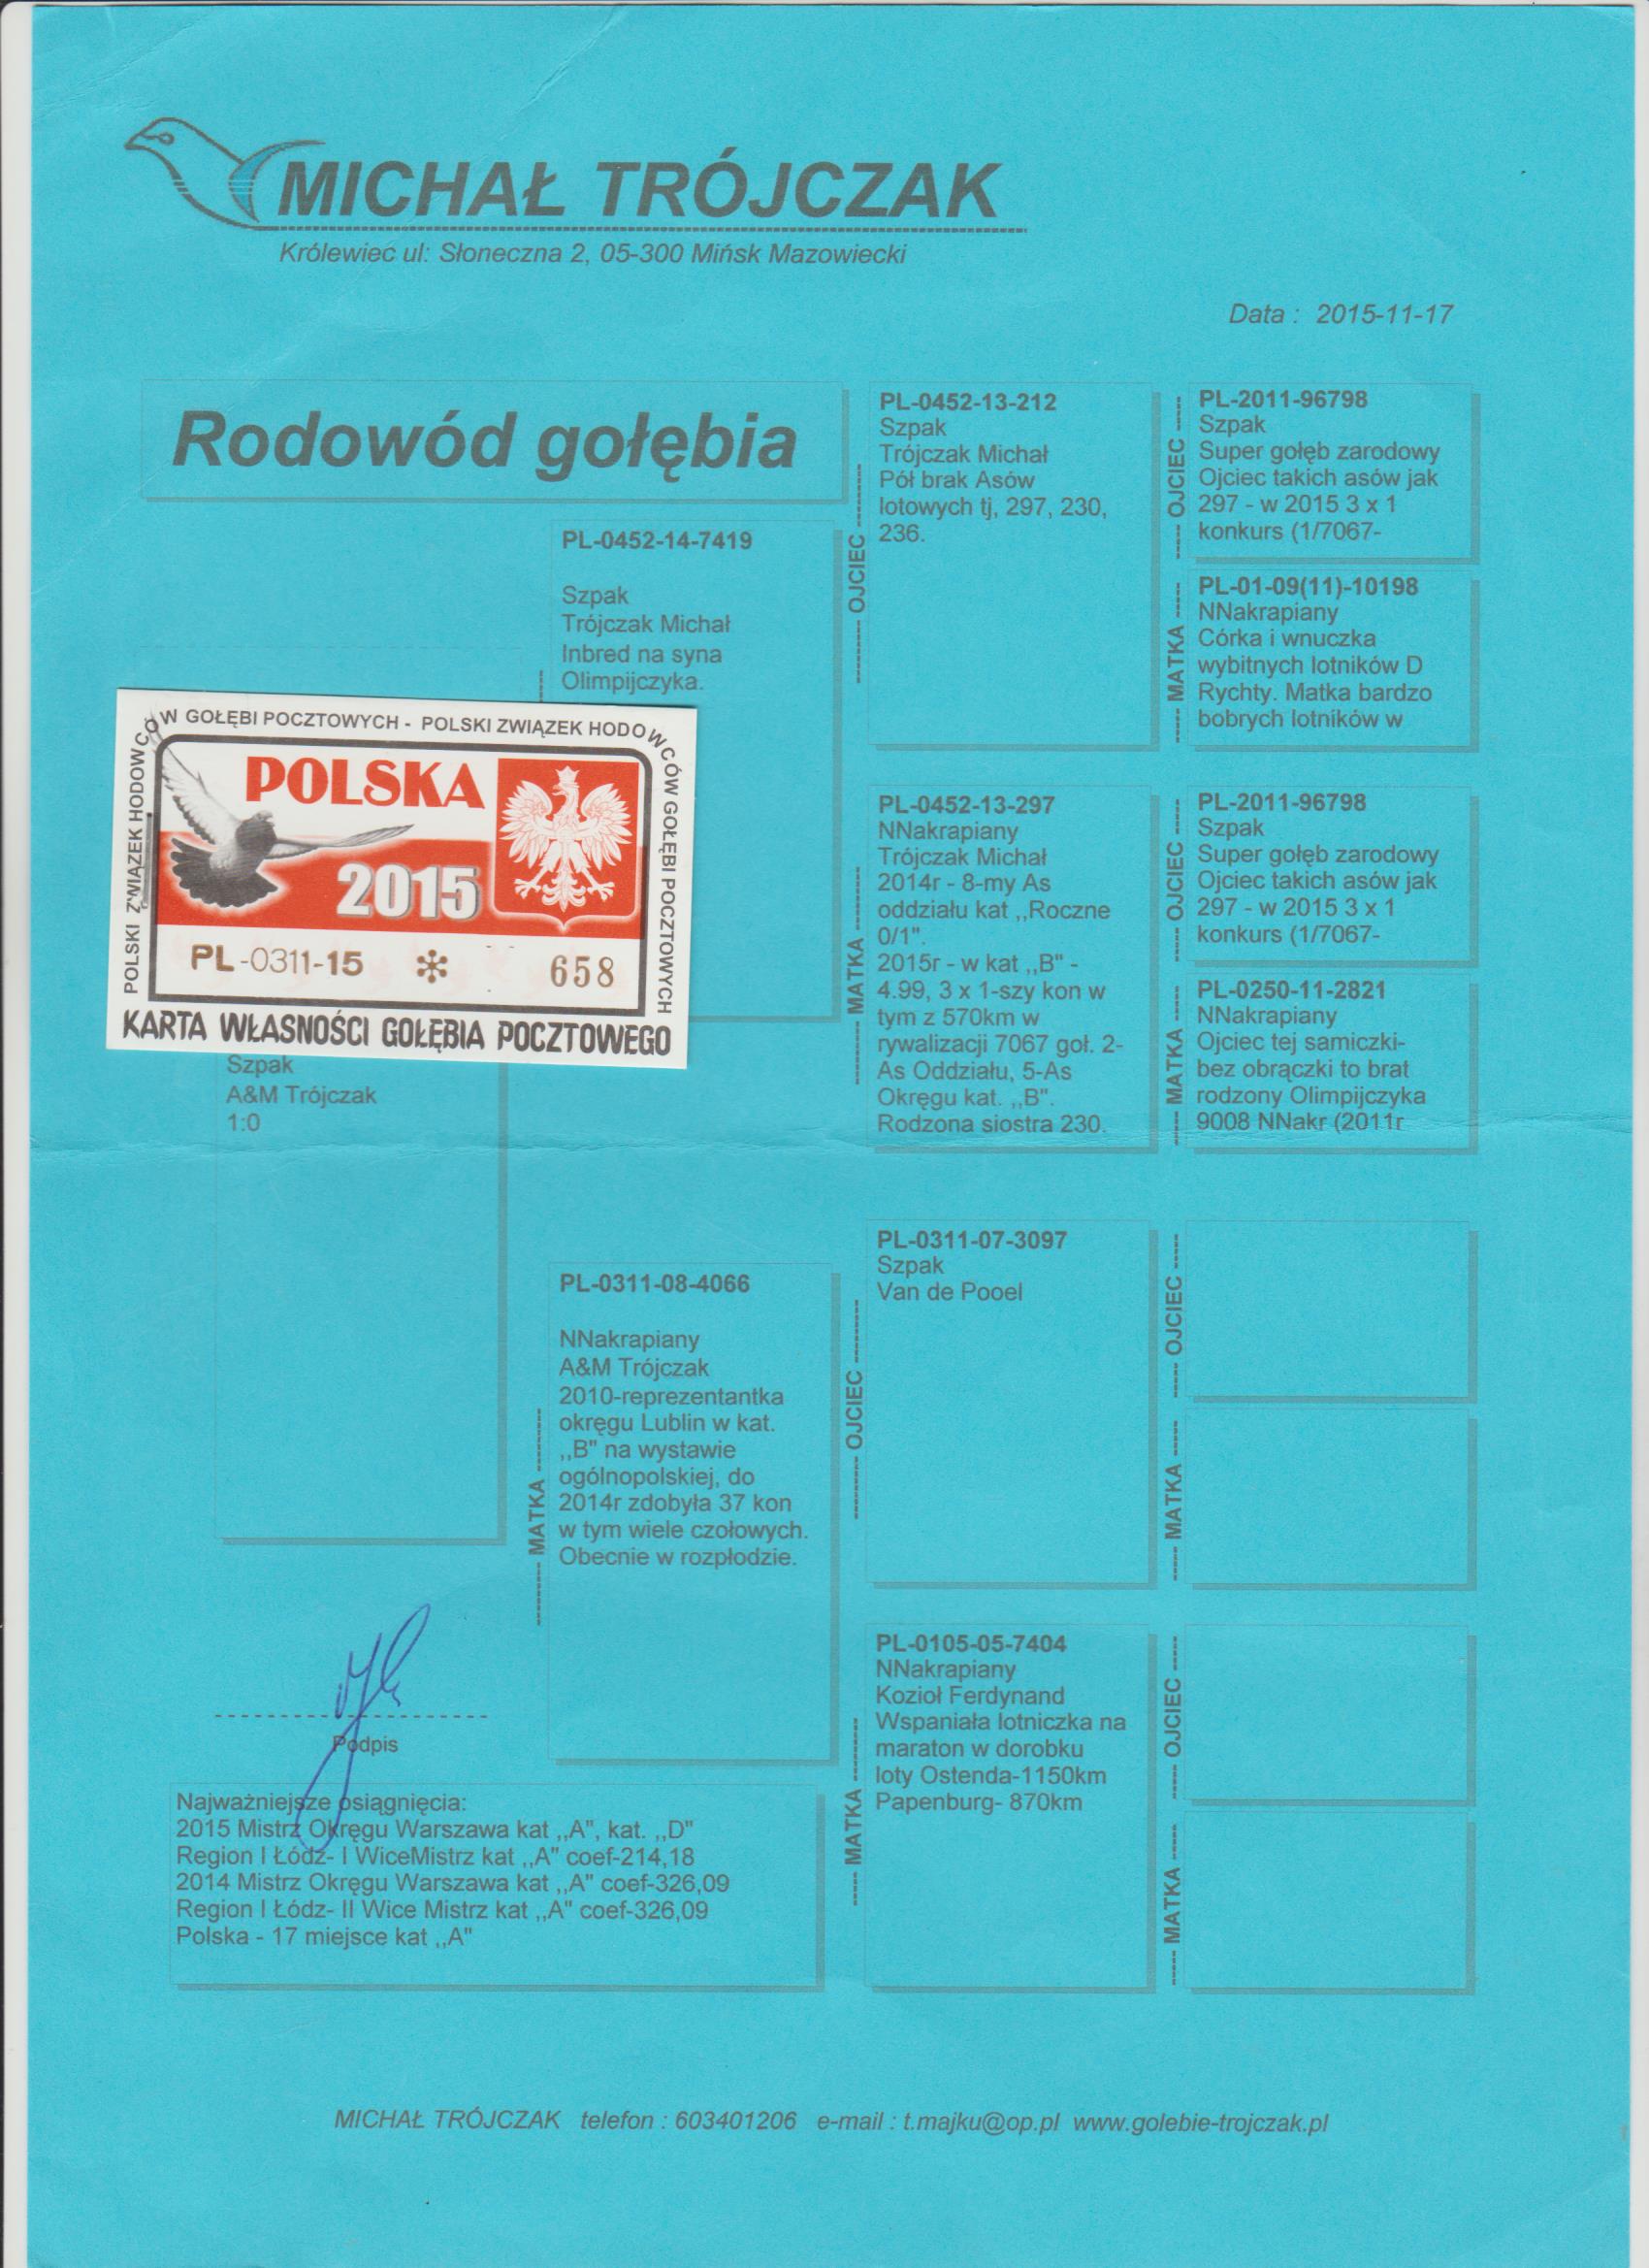 MICHAŁ TRÓJCZAK
Królewiec ul: Słoneczna 2, 05-300 Mińsk Mazowiecki
Data : 2015-11-17
Rodowód gołębia
PL-0452-14-7419
Szpak
Trójczak Michał
Inbred na syna
Olimpijczyka.
------- OJCIEC -------
PL-0452-13-212
Szpak
Trójczak Michał
Pół brak Asów
lotowych tj, 297, 230,
236.
---- OJCIEC ----
PL-2011-96798
Szpak
Super gołęb zarodowy
Ojciec takich asów jak
297 - w 2015 3 x 1
konkurs (1/7067-
---- MATKA ----
PL-01-09(11)-10198
NNakrapiany
Córka i wnuczka
wybitnych lotników D
Rychty. Matka bardzo
bobrych lotników w
------- MATKA -------
PL-0452-13-297
NNakrapiany
Trójczak Michał
2014r - 8-my As
oddziału kat ,,Roczne
0/1".
2015r - w kat ,,B" -
4.99, 3 x 1-szy kon w
tym z 570km w
rywalizacji 7067 goł. 2-
As Oddziału, 5-As
Okręgu kat. ,,B".
Rodzona siostra 230.
---- OJCIEC ----
PL-2011-96798
Szpak
Super gołęb zarodowy
Ojciec takich asów jak
297 - w 2015 3 x 1
konkurs (1/7067-
---- MATKA ----
PL-0250-11-2821
NNakrapiany
Ojciec tej samiczki-
bez obrączki to brat
rodzony Olimpijczyka
9008 NNakr (2011r
POLSKI ZWIĄZEK HODOWCÓW GOŁĘBI POCZTOWYCH - POLSKI ZWIĄZEK HODOWCÓW GOŁĘBI POCZTOWYCH
POLSKA
2015
PL-0311-15 * 658
KARTA WŁASNOŚCI GOŁĘBIA POCZTOWEGO
Szpak
A&M Trójczak
1:0
------- MATKA -------
PL-0311-08-4066
NNakrapiany
A&M Trójczak
2010-reprezentantka
okręgu Lublin w kat.
,,B" na wystawie
ogólnopolskiej, do
2014r zdobyła 37 kon
w tym wiele czołowych.
Obecnie w rozpłodzie.
------- OJCIEC -------
PL-0311-07-3097
Szpak
Van de Pooel
---- OJCIEC ----
---- MATKA ----
------- MATKA -------
PL-0105-05-7404
NNakrapiany
Kozioł Ferdynand
Wspaniała lotniczka na
maraton w dorobku
loty Ostenda-1150km
Papenburg- 870km
---- OJCIEC ----
---- MATKA ----
Podpis
Najważniejsze osiągnięcia:
2015 Mistrz Okręgu Warszawa kat ,,A", kat. ,,D"
Region I Łódz- I WiceMistrz kat ,,A" coef-214,18
2014 Mistrz Okręgu Warszawa kat ,,A" coef-326,09
Region I Łódz- II Wice Mistrz kat ,,A" coef-326,09
Polska - 17 miejsce kat ,,A"
MICHAŁ TRÓJCZAK telefon : 603401206 e-mail : t.majku@op.pl www.golebie-trojczak.pl